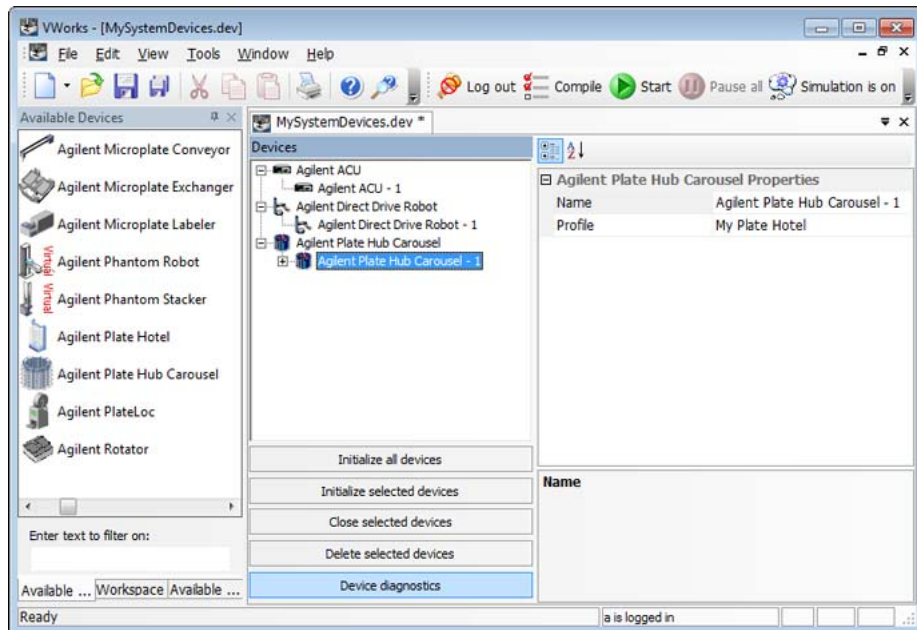 VWorks - [MySystemDevices.dev]
File Edit View Tools Window Help
Log out Compile Start Pause all Simulation is on
Available Devices
Agilent Microplate Conveyor
Agilent Microplate Exchanger
Agilent Microplate Labeler
Virtual Agilent Phantom Robot
Virtual Agilent Phantom Stacker
Agilent Plate Hotel
Agilent Plate Hub Carousel
Agilent PlateLoc
Agilent Rotator
Enter text to filter on:
Available ... Workspace Available ...
MySystemDevices.dev *
Devices
Agilent ACU
Agilent ACU - 1
Agilent Direct Drive Robot
Agilent Direct Drive Robot - 1
Agilent Plate Hub Carousel
Agilent Plate Hub Carousel - 1
Initialize all devices
Initialize selected devices
Close selected devices
Delete selected devices
Device diagnostics
Agilent Plate Hub Carousel Properties
Name Agilent Plate Hub Carousel - 1
Profile My Plate Hotel
Name
Ready
a is logged in